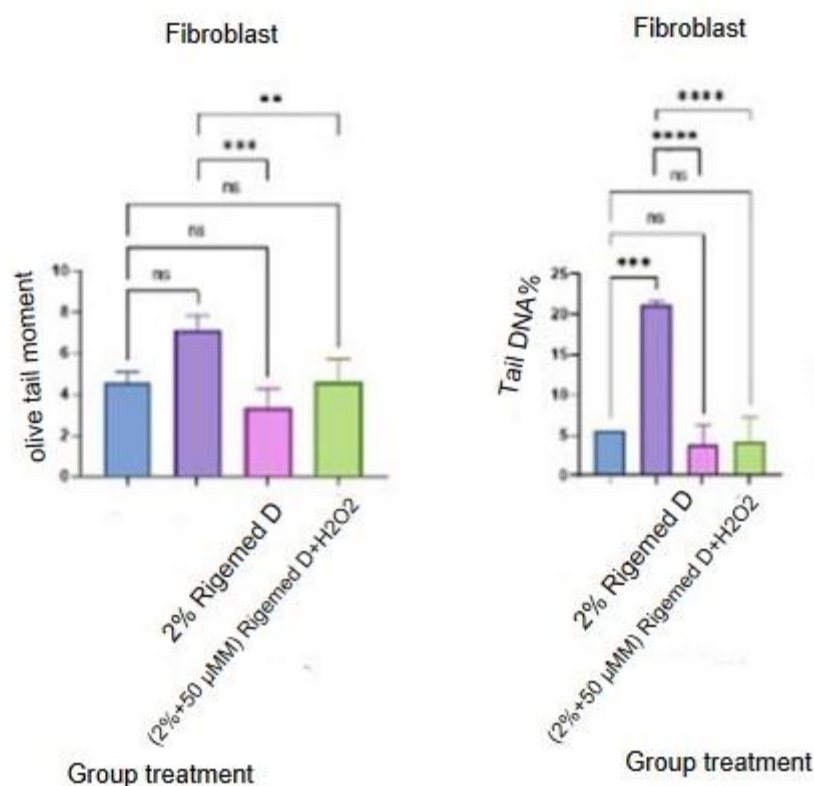 Fibroblast
**
***
ns
ns
ns
olive tail moment
10
8
6
4
2
0
2% Rigemed D
(2%+50 µMM) Rigemed D+H2O2
Group treatment
Fibroblast
****
****
ns
ns
***
Tail DNA%
25
20
15
10
5
0
2% Rigemed D
(2%+50 µMM) Rigemed D+H2O2
Group treatment